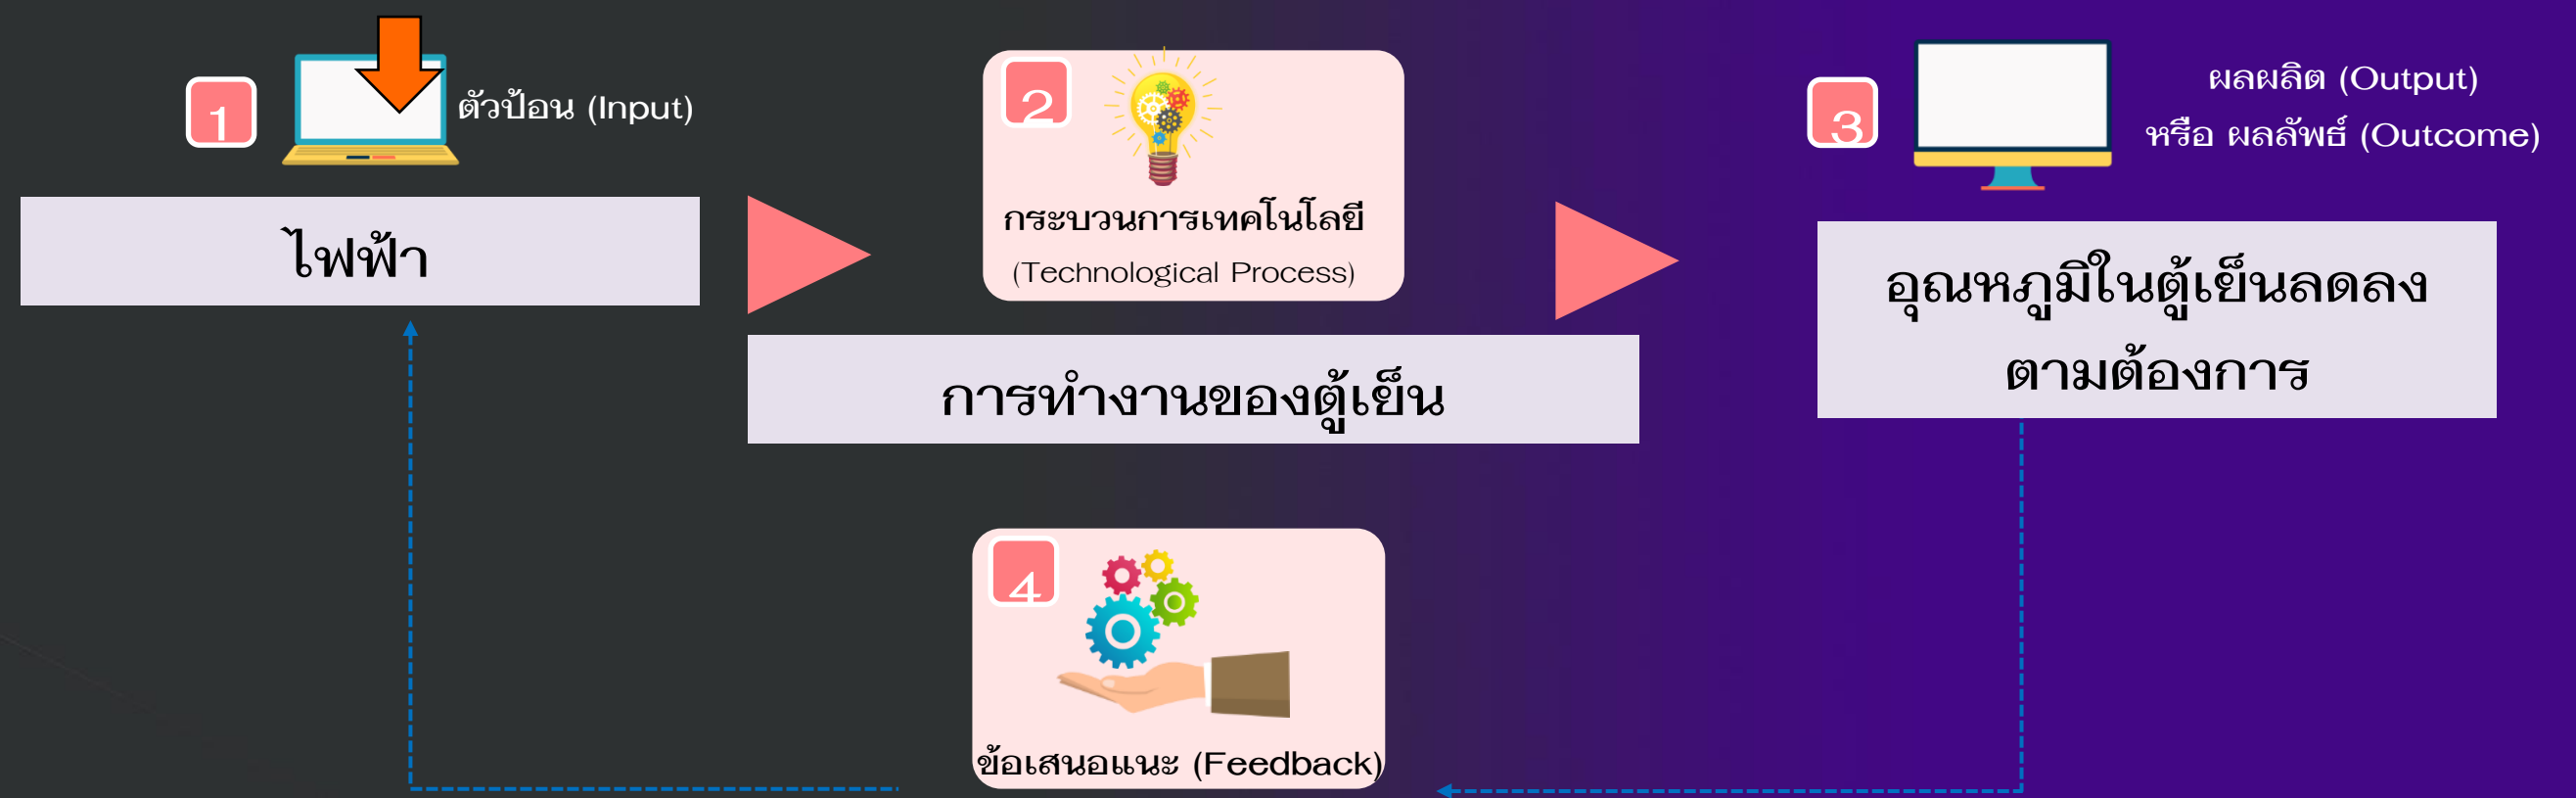 1
ตัวป้อน (Input)
ไฟฟ้า
2
กระบวนการเทคโนโลยี
(Technological Process)
การทำงานของตู้เย็น
3
ผลผลิต (Output)
หรือ ผลลัพธ์ (Outcome)
อุณหภูมิในตู้เย็นลดลง
ตามต้องการ
4
ข้อเสนอแนะ (Feedback)